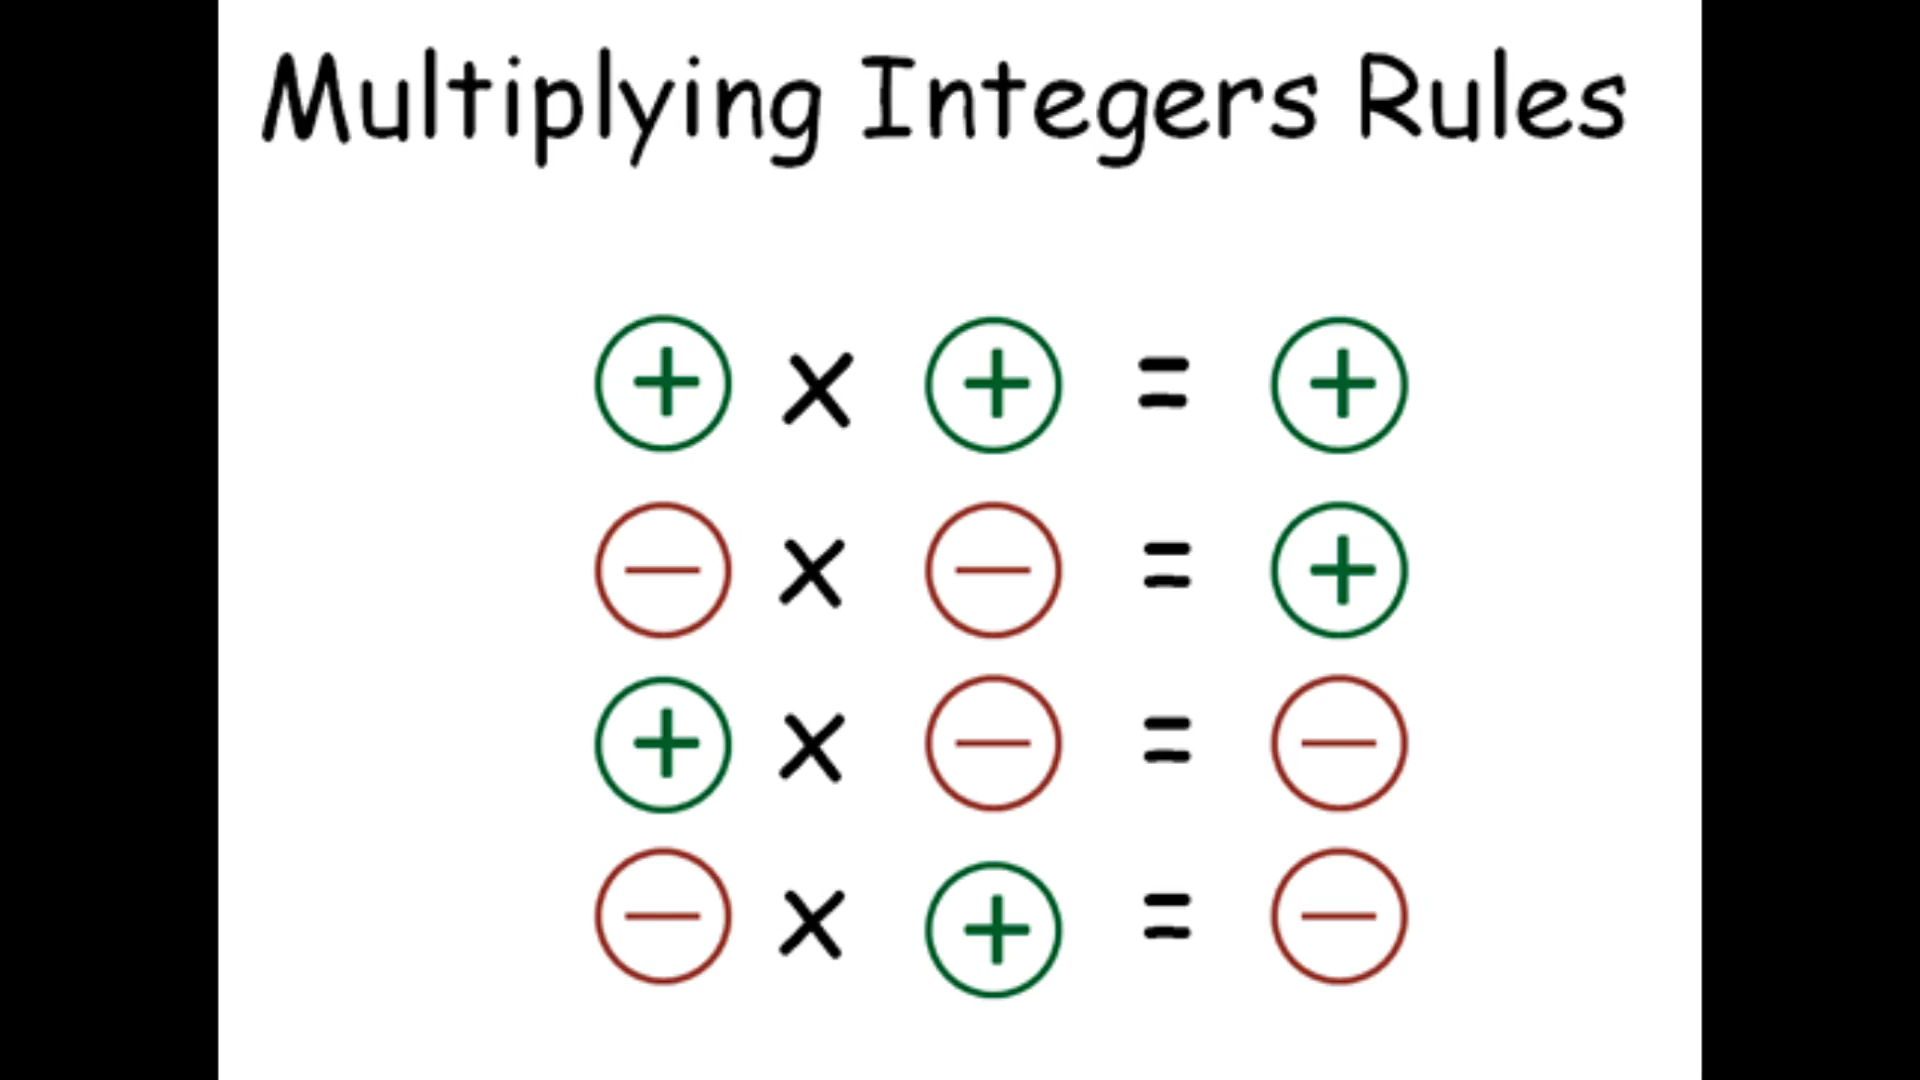 Multiplying Integers Rules
+ x + = +
− x − = +
+ x − = −
− x + = −